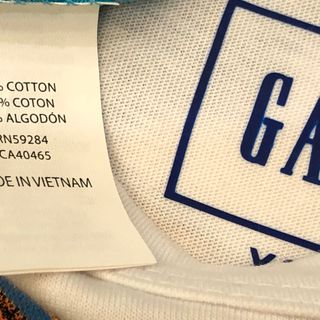 % COTTON
% COTON
% ALGODÓN
RN59284
CA40465
DE IN VIETNAM
GA